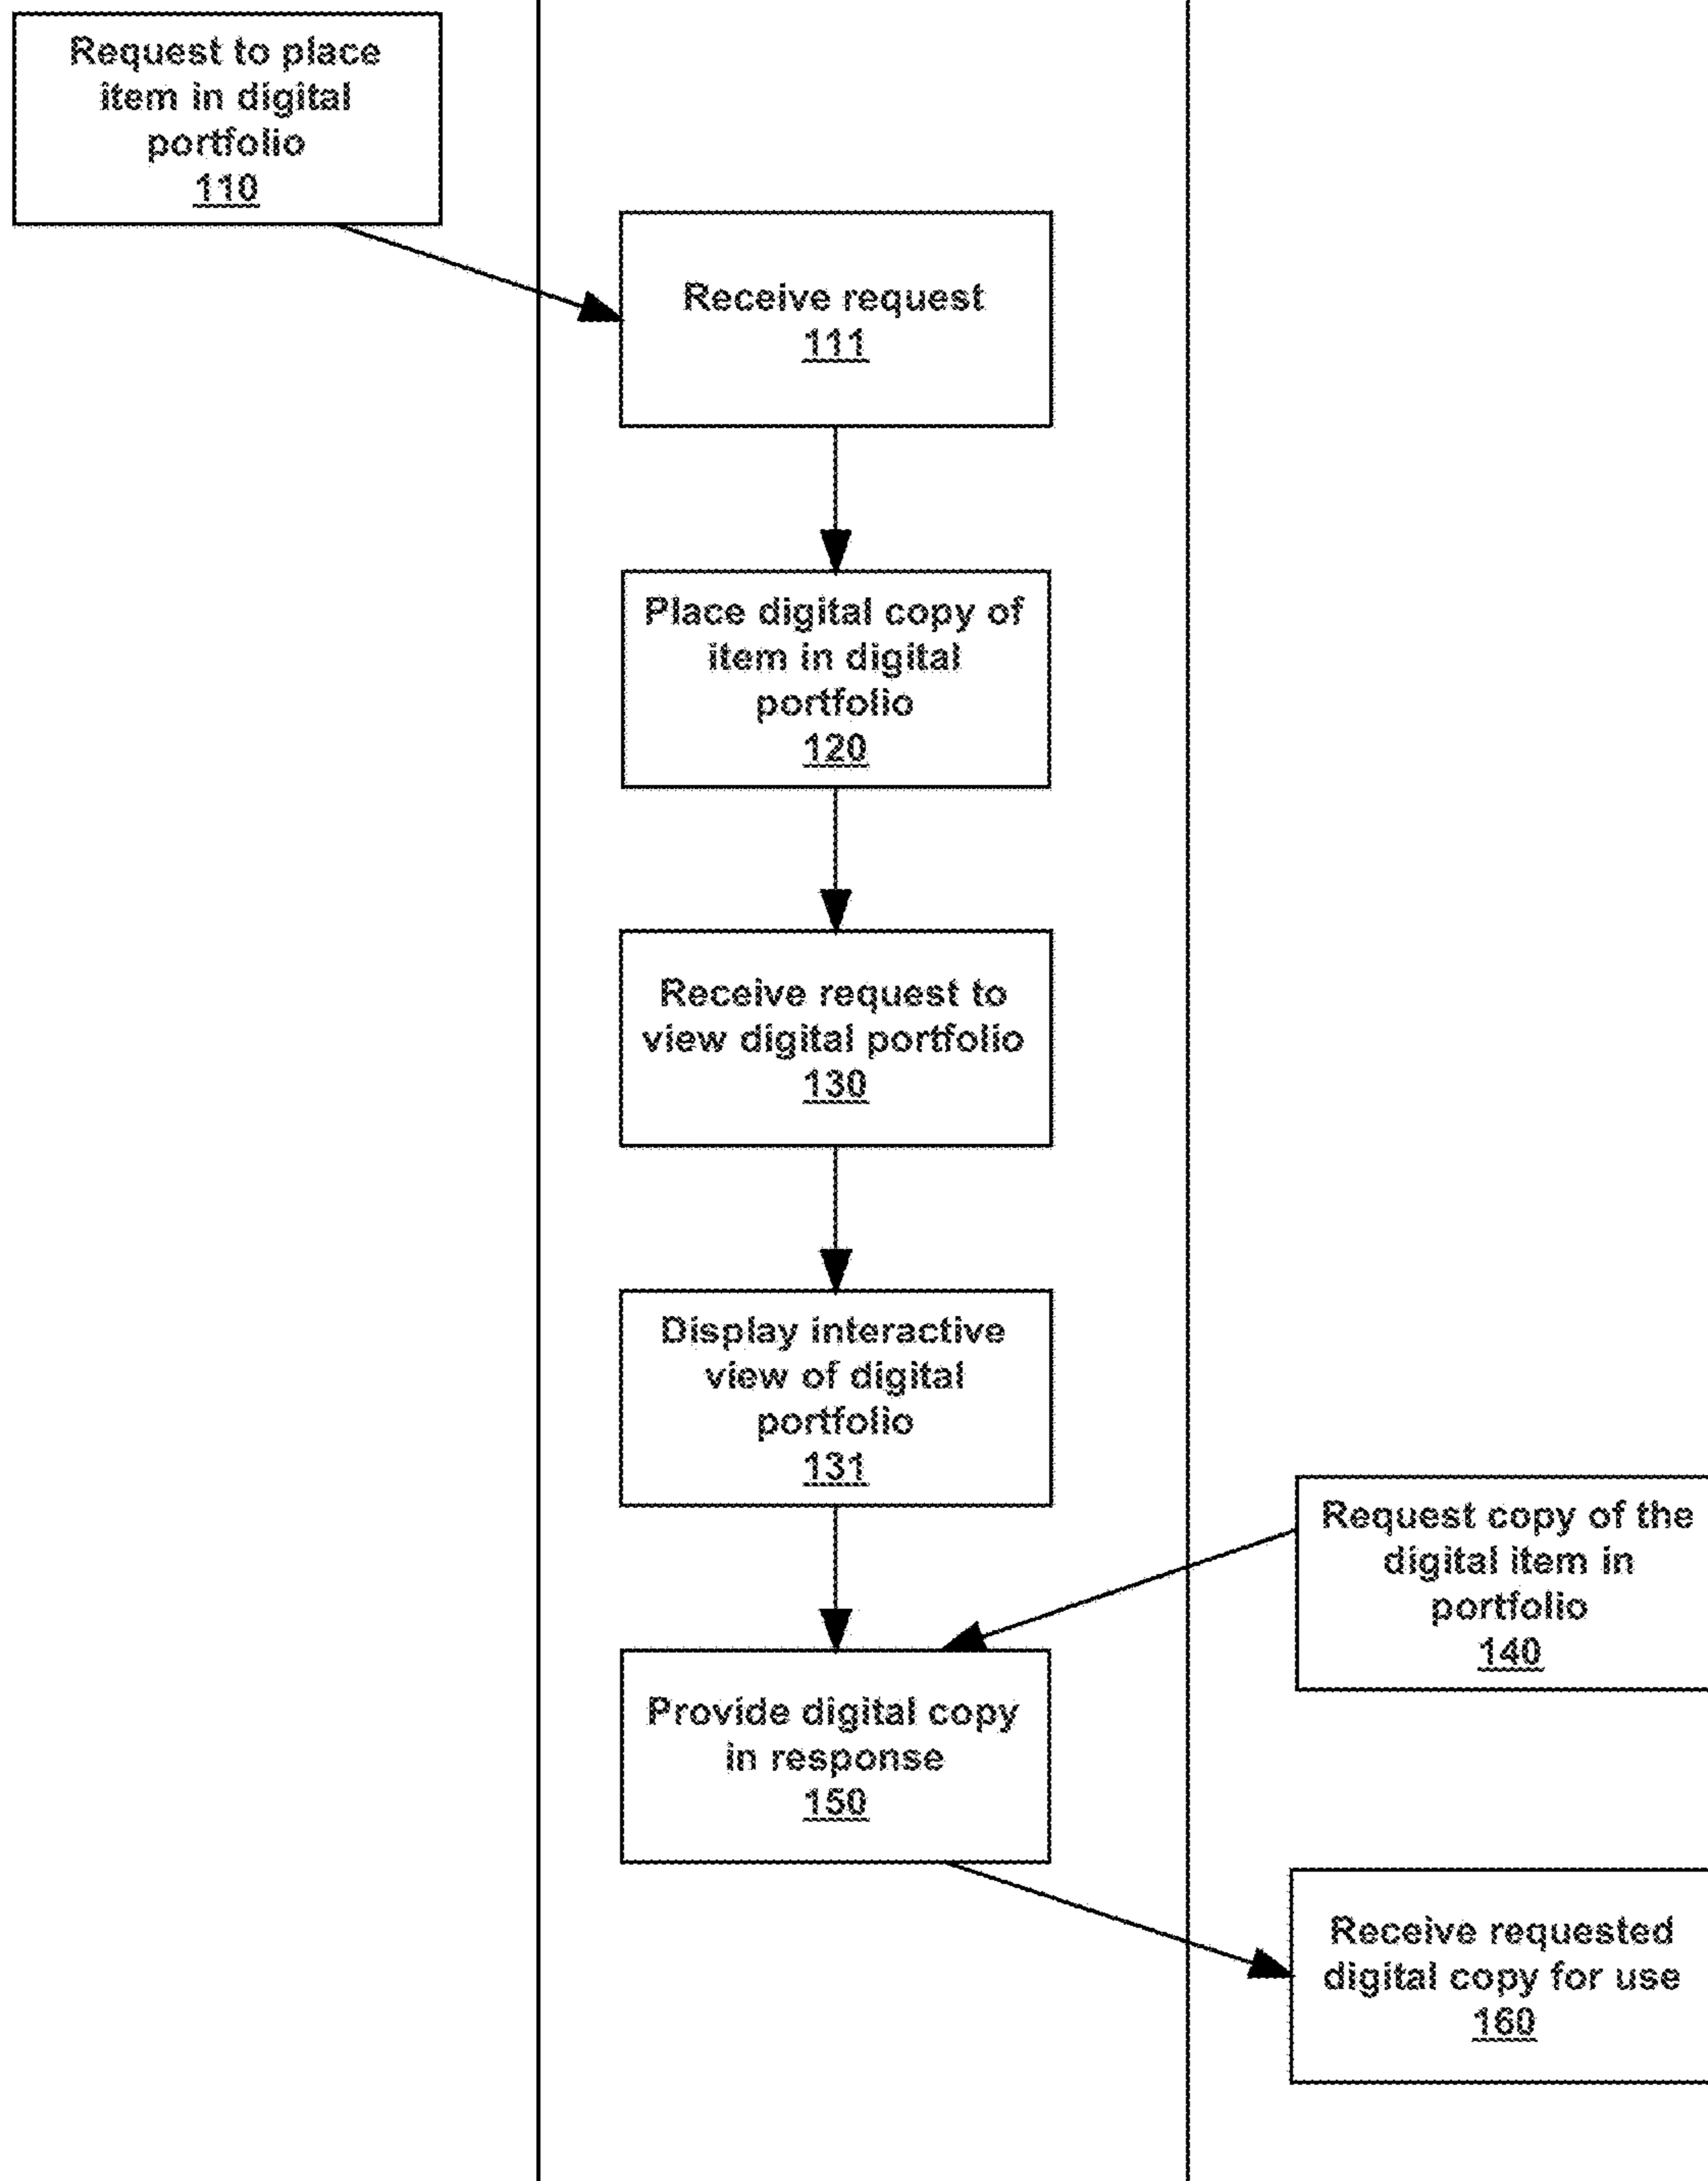 Request to place
item in digital
portfolio
110
Receive request
111
Place digital copy of
item in digital
portfolio
120
Receive request to
view digital portfolio
130
Display interactive
view of digital
portfolio
131
Request copy of the
digital item in
portfolio
140
Provide digital copy
in response
150
Receive requested
digital copy for use
160